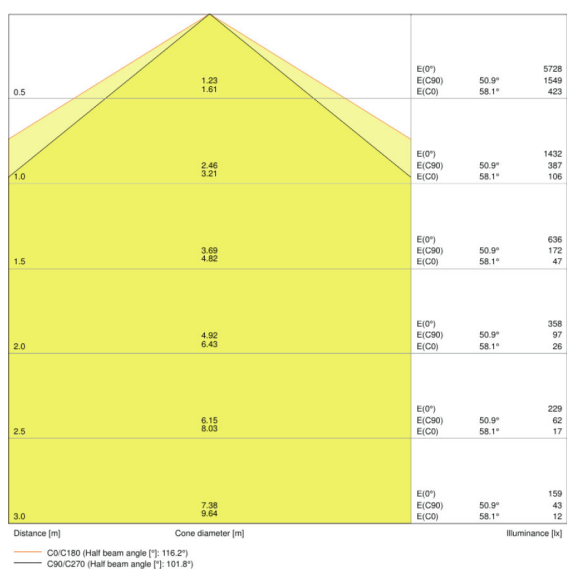 E(0°) 5728
1.23 E(C90) 50.9° 1549
0.5 1.61 E(C0) 58.1° 423
E(0°) 1432
2.46 E(C90) 50.9° 387
1.0 3.21 E(C0) 58.1° 106
E(0°) 636
3.69 E(C90) 50.9° 172
1.5 4.82 E(C0) 58.1° 47
E(0°) 358
4.92 E(C90) 50.9° 97
2.0 6.43 E(C0) 58.1° 26
E(0°) 229
6.15 E(C90) 50.9° 62
2.5 8.03 E(C0) 58.1° 17
E(0°) 159
7.38 E(C90) 50.9° 43
3.0 9.64 E(C0) 58.1° 12
Distance [m] Cone diameter [m] Illuminance [lx]
C0/C180 (Half beam angle [°]: 116.2°)
C90/C270 (Half beam angle [°]: 101.8°)